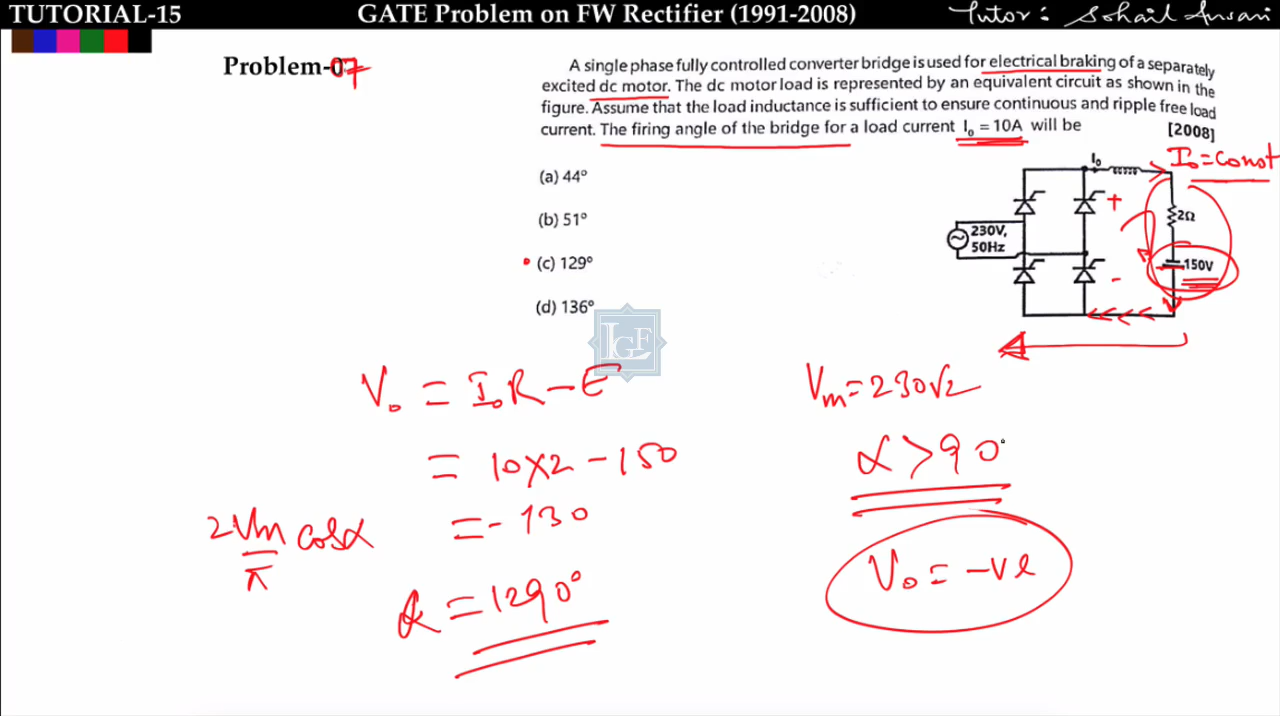 TUTORIAL-15 GATE Problem on FW Rectifier (1991-2008) Tutor: Sohail Ansari
Problem-07
A single phase fully controlled converter bridge is used for electrical braking of a separately
excited dc motor. The dc motor load is represented by an equivalent circuit as shown in the
figure. Assume that the load inductance is sufficient to ensure continuous and ripple free load
current. The firing angle of the bridge for a load current I₀ = 10A will be [2008]
(a) 44°
(b) 51°
(c) 129°
(d) 136°
I₀ = const
I₀
+
2Ω
230V,
50Hz
150V
-
LGF
V₀ = I₀R - E
= 10×2 - 150
= - 130
2Vm/π cosα
α = 1290°
Vm = 230√2
α > 90°
V₀ = -ve